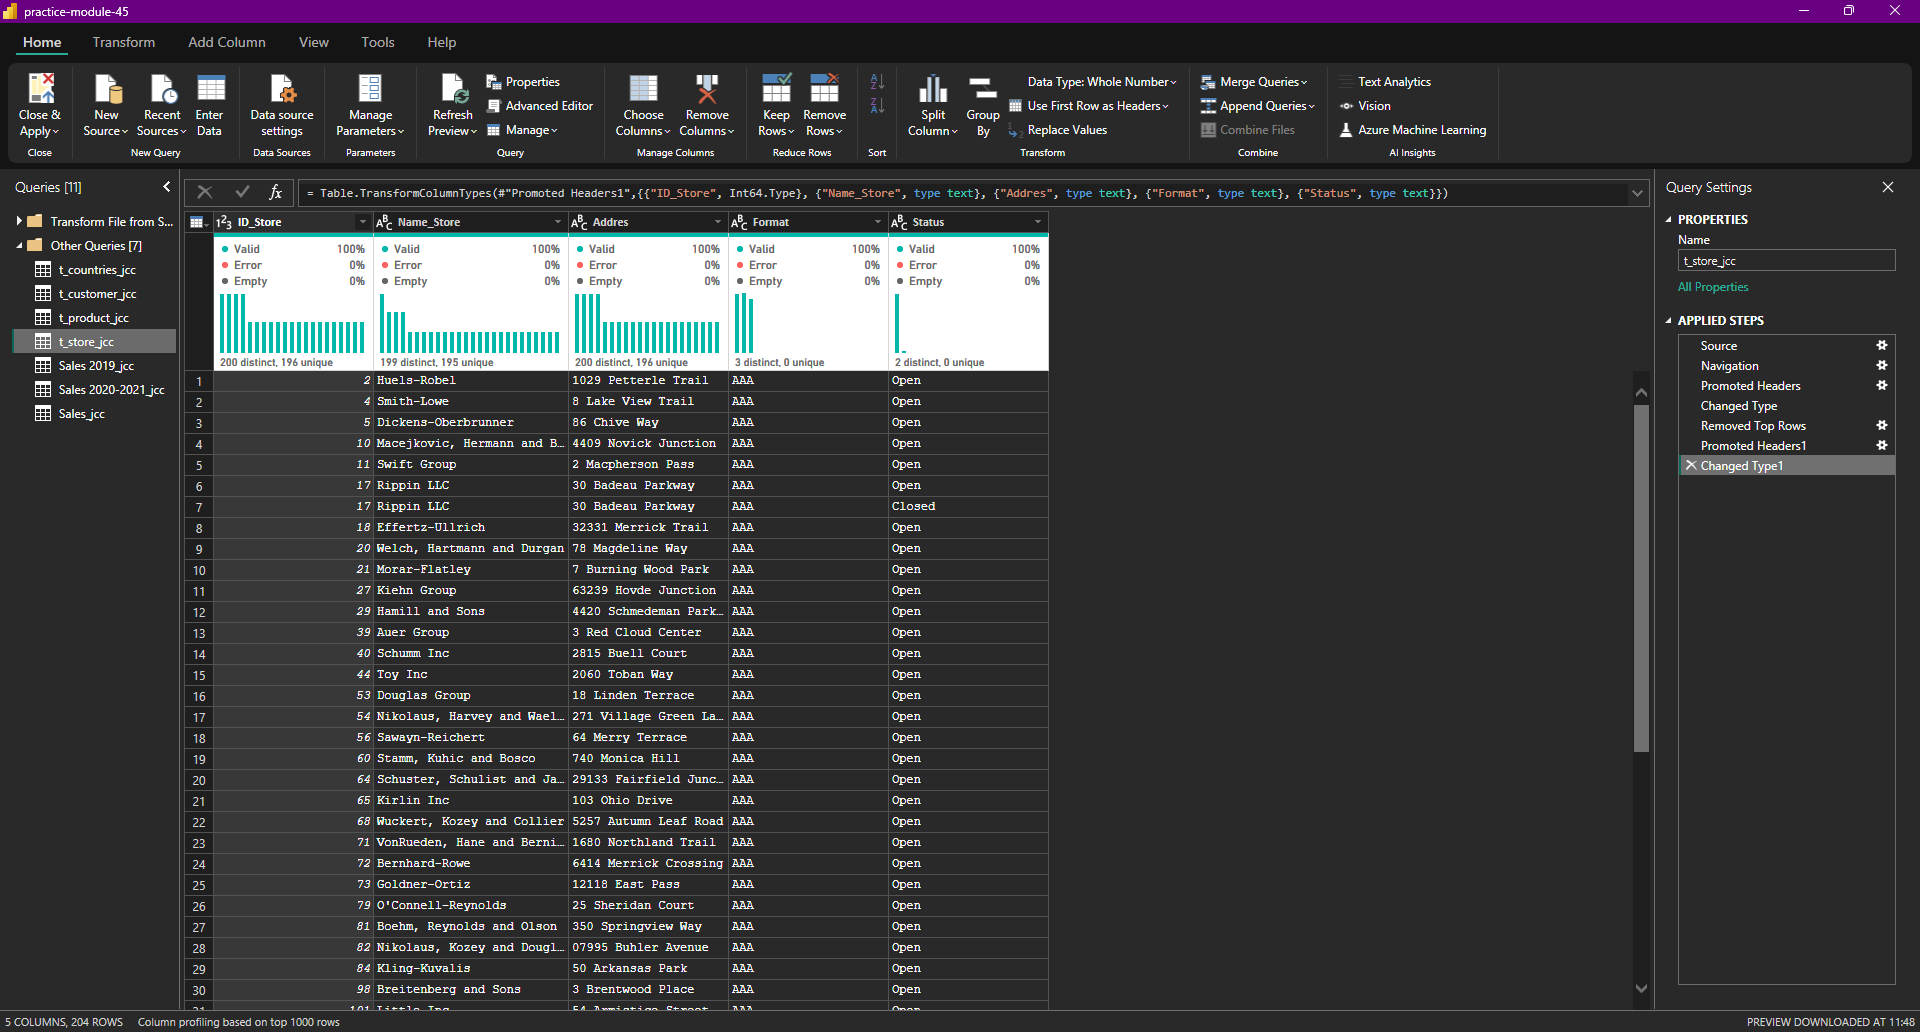 practice-module-45
Home Transform Add Column View Tools Help
Close & Apply
Close
New Source
Recent Sources
Enter Data
New Query
Data source settings
Data Sources
Manage Parameters
Parameters
Refresh Preview
Properties
Advanced Editor
Manage
Query
Choose Columns
Remove Columns
Manage Columns
Keep Rows
Remove Rows
Reduce Rows
Sort
Split Column
Group By
Data Type: Whole Number
Use First Row as Headers
Replace Values
Transform
Merge Queries
Append Queries
Combine Files
Combine
Text Analytics
Vision
Azure Machine Learning
AI Insights
Queries [11]
Transform File from S...
Other Queries [7]
t_countries_jcc
t_customer_jcc
t_product_jcc
t_store_jcc
Sales 2019_jcc
Sales 2020-2021_jcc
Sales_jcc
fx = Table.TransformColumnTypes(#"Promoted Headers1",{{"ID_Store", Int64.Type}, {"Name_Store", type text}, {"Addres", type text}, {"Format", type text}, {"Status", type text}})
ID_Store Name_Store Addres Format Status
Valid 100% Valid 100% Valid 100% Valid 100% Valid 100%
Error 0% Error 0% Error 0% Error 0% Error 0%
Empty 0% Empty 0% Empty 0% Empty 0% Empty 0%
200 distinct, 196 unique 199 distinct, 195 unique 200 distinct, 196 unique 3 distinct, 0 unique 2 distinct, 0 unique
1 2 Huels-Robel 1029 Petterle Trail AAA Open
2 4 Smith-Lowe 8 Lake View Trail AAA Open
3 5 Dickens-Oberbrunner 86 Chive Way AAA Open
4 10 Macejkovic, Hermann and B... 4409 Novick Junction AAA Open
5 11 Swift Group 2 Macpherson Pass AAA Open
6 17 Rippin LLC 30 Badeau Parkway AAA Open
7 17 Rippin LLC 30 Badeau Parkway AAA Closed
8 18 Effertz-Ullrich 32331 Merrick Trail AAA Open
9 20 Welch, Hartmann and Durgan 78 Magdeline Way AAA Open
10 21 Morar-Flatley 7 Burning Wood Park AAA Open
11 27 Kiehn Group 63239 Hovde Junction AAA Open
12 29 Hamill and Sons 4420 Schmedeman Park... AAA Open
13 39 Auer Group 3 Red Cloud Center AAA Open
14 40 Schumm Inc 2815 Buell Court AAA Open
15 44 Toy Inc 2060 Toban Way AAA Open
16 53 Douglas Group 18 Linden Terrace AAA Open
17 54 Nikolaus, Harvey and Wael... 271 Village Green La... AAA Open
18 56 Sawayn-Reichert 64 Merry Terrace AAA Open
19 60 Stamm, Kuhic and Bosco 740 Monica Hill AAA Open
20 64 Schuster, Schulist and Ja... 29133 Fairfield Junc... AAA Open
21 65 Kirlin Inc 103 Ohio Drive AAA Open
22 68 Wuckert, Kozey and Collier 5257 Autumn Leaf Road AAA Open
23 71 VonRueden, Hane and Berni... 1680 Northland Trail AAA Open
24 72 Bernhard-Rowe 6414 Merrick Crossing AAA Open
25 73 Goldner-Ortiz 12118 East Pass AAA Open
26 79 O'Connell-Reynolds 25 Sheridan Court AAA Open
27 81 Boehm, Reynolds and Olson 350 Springview Way AAA Open
28 82 Nikolaus, Kozey and Dougl... 07995 Buhler Avenue AAA Open
29 84 Kling-Kuvalis 50 Arkansas Park AAA Open
30 98 Breitenberg and Sons 3 Brentwood Place AAA Open
Query Settings
PROPERTIES
Name
t_store_jcc
All Properties
APPLIED STEPS
Source
Navigation
Promoted Headers
Changed Type
Removed Top Rows
Promoted Headers1
Changed Type1
5 COLUMNS, 204 ROWS Column profiling based on top 1000 rows PREVIEW DOWNLOADED AT 11:48